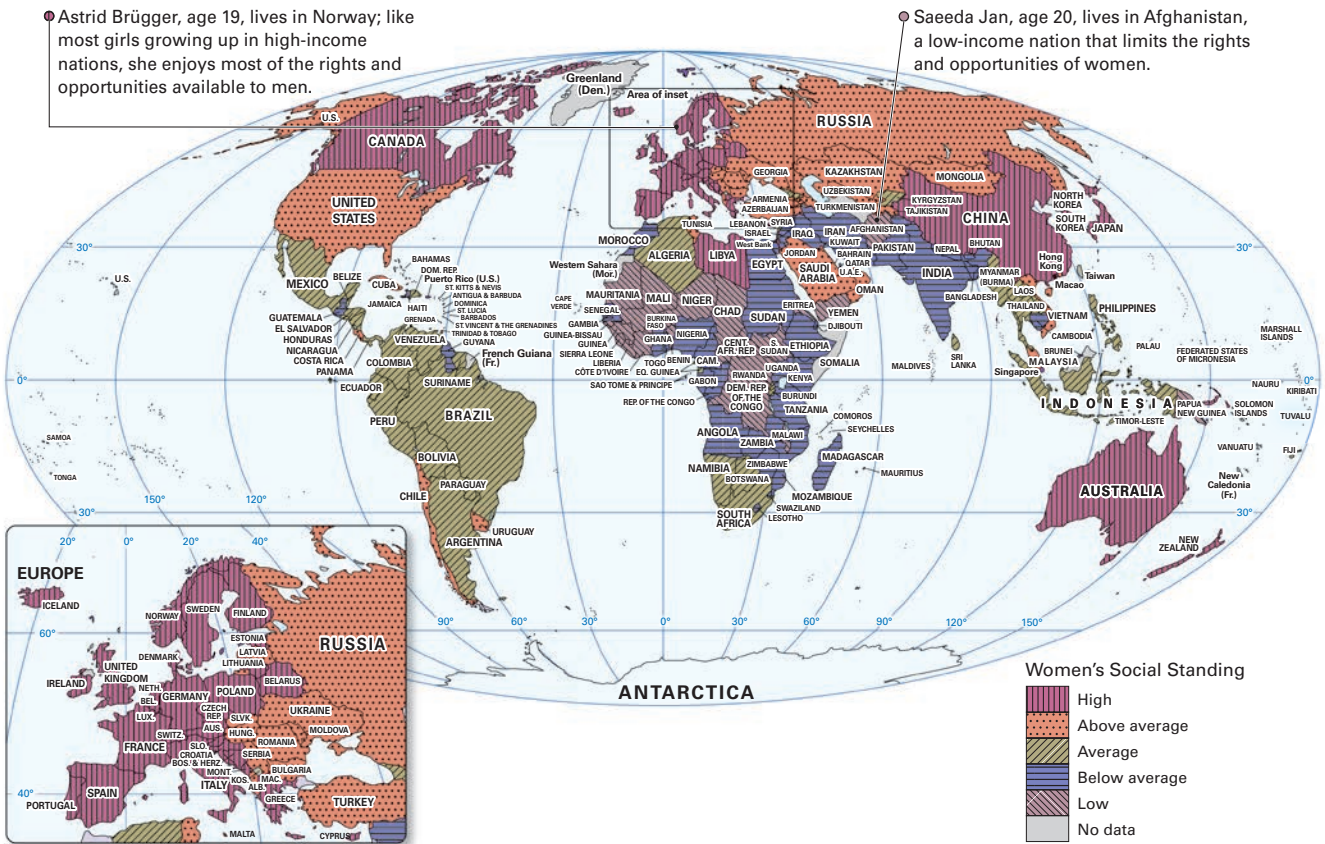 Astrid Brügger, age 19, lives in Norway; like
most girls growing up in high-income
nations, she enjoys most of the rights and
opportunities available to men.
Saeeda Jan, age 20, lives in Afghanistan,
a low-income nation that limits the rights
and opportunities of women.
Greenland
(Den.)
Area of inset
U.S.
CANADA
RUSSIA
UNITED
STATES
GEORGIA
KAZAKHSTAN
MONGOLIA
ARMENIA
AZERBAIJAN
UZBEKISTAN
TURKMENISTAN
KYRGYZSTAN
TAJIKISTAN
CHINA
NORTH
KOREA
SOUTH
KOREA
JAPAN
TUNISIA
LEBANON
SYRIA
ISRAEL
West Bank
IRAQ
IRAN
AFGHANISTAN
KUWAIT
PAKISTAN
NEPAL
BHUTAN
30°
MOROCCO
ALGERIA
LIBYA
EGYPT
JORDAN
BAHRAIN
QATAR
U.A.E.
SAUDI
ARABIA
OMAN
INDIA
Hong
Kong
Macao
Taiwan
30°
U.S.
MEXICO
BELIZE
CUBA
BAHAMAS
DOM. REP.
Puerto Rico (U.S.)
ST. KITTS & NEVIS
ANTIGUA & BARBUDA
DOMINICA
ST. LUCIA
BARBADOS
ST. VINCENT & THE GRENADINES
TRINIDAD & TOBAGO
GUYANA
JAMAICA
HAITI
GRENADA
GUATEMALA
EL SALVADOR
HONDURAS
NICARAGUA
COSTA RICA
PANAMA
VENEZUELA
COLOMBIA
French Guiana
(Fr.)
SURINAME
ECUADOR
Western Sahara
(Mor.)
CAPE
VERDE
MAURITANIA
MALI
NIGER
CHAD
SUDAN
ERITREA
YEMEN
DJIBOUTI
SENEGAL
GAMBIA
GUINEA-BISSAU
GUINEA
SIERRA LEONE
LIBERIA
CÔTE D'IVOIRE
BURKINA
FASO
GHANA
TOGO
BENIN
NIGERIA
CAM.
EQ. GUINEA
SAO TOME & PRINCIPE
GABON
REP. OF THE CONGO
CENT.
AFR. REP.
S.
SUDAN
ETHIOPIA
SOMALIA
UGANDA
KENYA
RWANDA
DEM. REP.
OF THE
CONGO
BURUNDI
TANZANIA
MYANMAR
(BURMA)
BANGLADESH
LAOS
THAILAND
VIETNAM
CAMBODIA
PHILIPPINES
SRI
LANKA
MALDIVES
BRUNEI
MALAYSIA
Singapore
PALAU
FEDERATED STATES
OF MICRONESIA
MARSHALL
ISLANDS
0°
0°
0°
NAURU
KIRIBATI
INDONESIA
PAPUA
NEW GUINEA
SOLOMON
ISLANDS
TUVALU
TIMOR-LESTE
COMOROS
SEYCHELLES
PERU
BRAZIL
BOLIVIA
PARAGUAY
CHILE
URUGUAY
ARGENTINA
SAMOA
TONGA
ANGOLA
ZAMBIA
MALAWI
MADAGASCAR
MAURITIUS
NAMIBIA
ZIMBABWE
BOTSWANA
MOZAMBIQUE
SWAZILAND
LESOTHO
SOUTH
AFRICA
AUSTRALIA
VANUATU
FIJI
New
Caledonia
(Fr.)
NEW
ZEALAND
150°
120°
30°
30°
90°
60°
30°
0°
30°
60°
90°
120°
150°
ANTARCTICA
20°
0°
20°
40°
EUROPE
ICELAND
NORWAY
SWEDEN
FINLAND
60°
RUSSIA
ESTONIA
LATVIA
LITHUANIA
DENMARK
UNITED
KINGDOM
IRELAND
NETH.
BEL.
LUX.
GERMANY
POLAND
BELARUS
CZECH
REP.
SLVK.
UKRAINE
AUS.
HUNG.
MOLDOVA
SWITZ.
FRANCE
ROMANIA
SLO.
CROATIA
BOS. & HERZ.
SERBIA
MONT.
KOS.
BULGARIA
MAC.
ALB.
ITALY
GREECE
TURKEY
40°
PORTUGAL
SPAIN
MALTA
CYPRUS
Women's Social Standing
High
Above average
Average
Below average
Low
No data